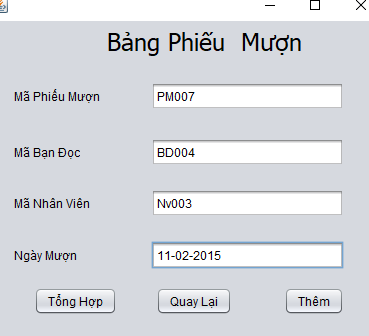 Bảng Phiếu Mượn
Mã Phiếu Mượn PM007
Mã Bạn Đọc BD004
Mã Nhân Viên Nv003
Ngày Mượn 11-02-2015
Tổng Hợp Quay Lại Thêm